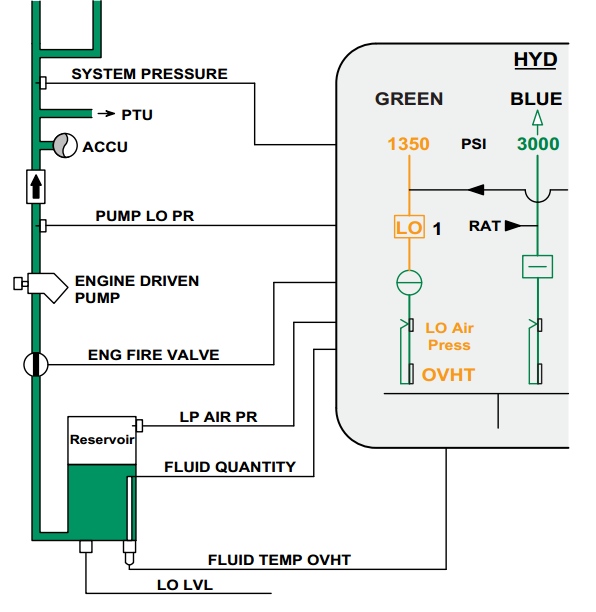 SYSTEM PRESSURE
PTU
ACCU
PUMP LO PR
ENGINE DRIVEN
PUMP
ENG FIRE VALVE
LP AIR PR
Reservoir
FLUID QUANTITY
FLUID TEMP OVHT
LO LVL
HYD
GREEN BLUE
1350 PSI 3000
LO 1 RAT
LO Air
Press
OVHT